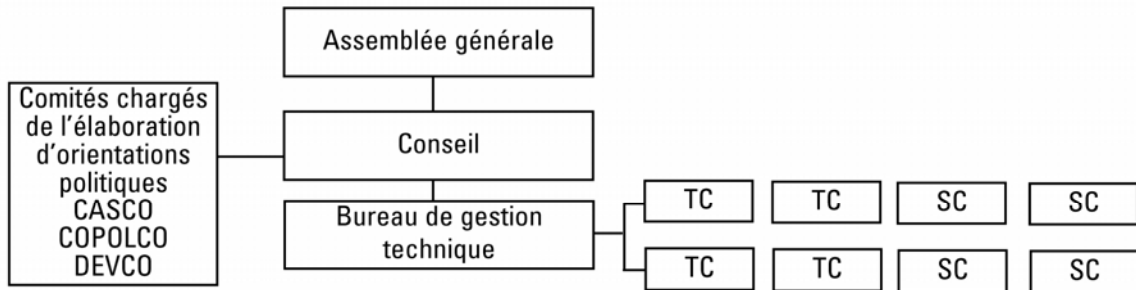 Assemblée générale
Comités chargés
de l'élaboration
d'orientations
politiques
CASCO
COPOLCO
DEVCO
Conseil
Bureau de gestion
technique
TC TC SC SC
TC TC SC SC